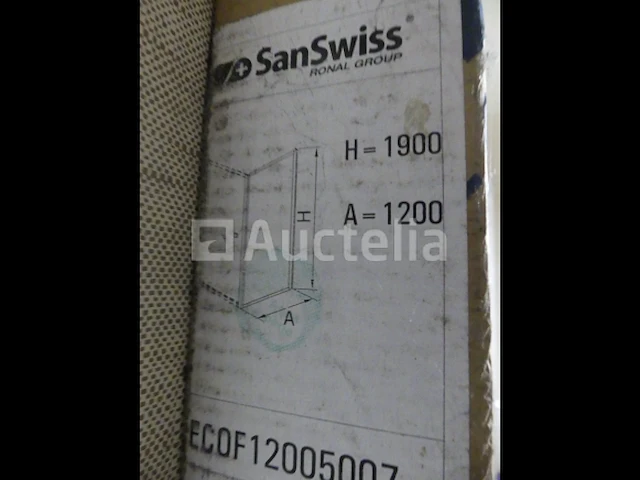 SanSwiss
RONAL GROUP
H = 1900
H
A = 1200
Auctelia
A
ECOF12005007